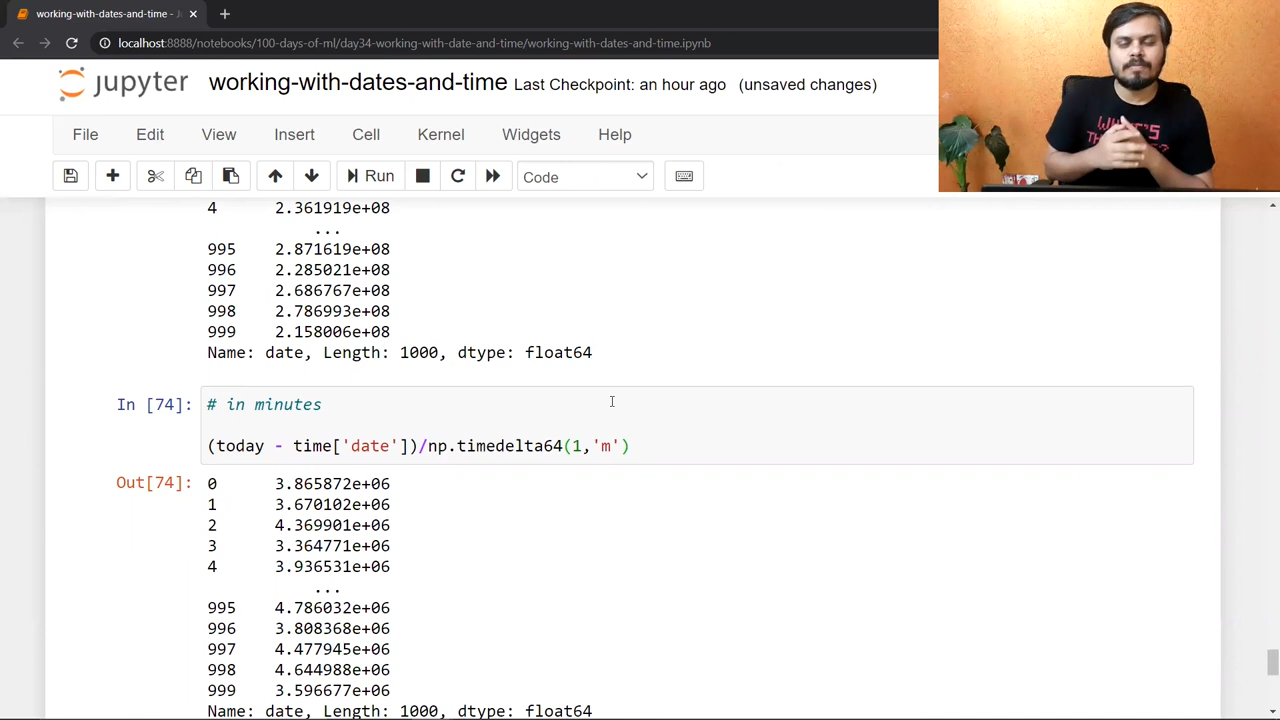 working-with-dates-and-time - J
localhost:8888/notebooks/100-days-of-ml/day34-working-with-date-and-time/working-with-dates-and-time.ipynb
jupyter working-with-dates-and-time Last Checkpoint: an hour ago (unsaved changes)
File Edit View Insert Cell Kernel Widgets Help
Run Code
4 2.361919e+08
...
995 2.871619e+08
996 2.285021e+08
997 2.686767e+08
998 2.786993e+08
999 2.158006e+08
Name: date, Length: 1000, dtype: float64
In [74]: # in minutes
(today - time['date'])/np.timedelta64(1,'m')
Out[74]: 0 3.865872e+06
1 3.670102e+06
2 4.369901e+06
3 3.364771e+06
4 3.936531e+06
...
995 4.786032e+06
996 3.808368e+06
997 4.477945e+06
998 4.644988e+06
999 3.596677e+06
Name: date, Length: 1000, dtype: float64